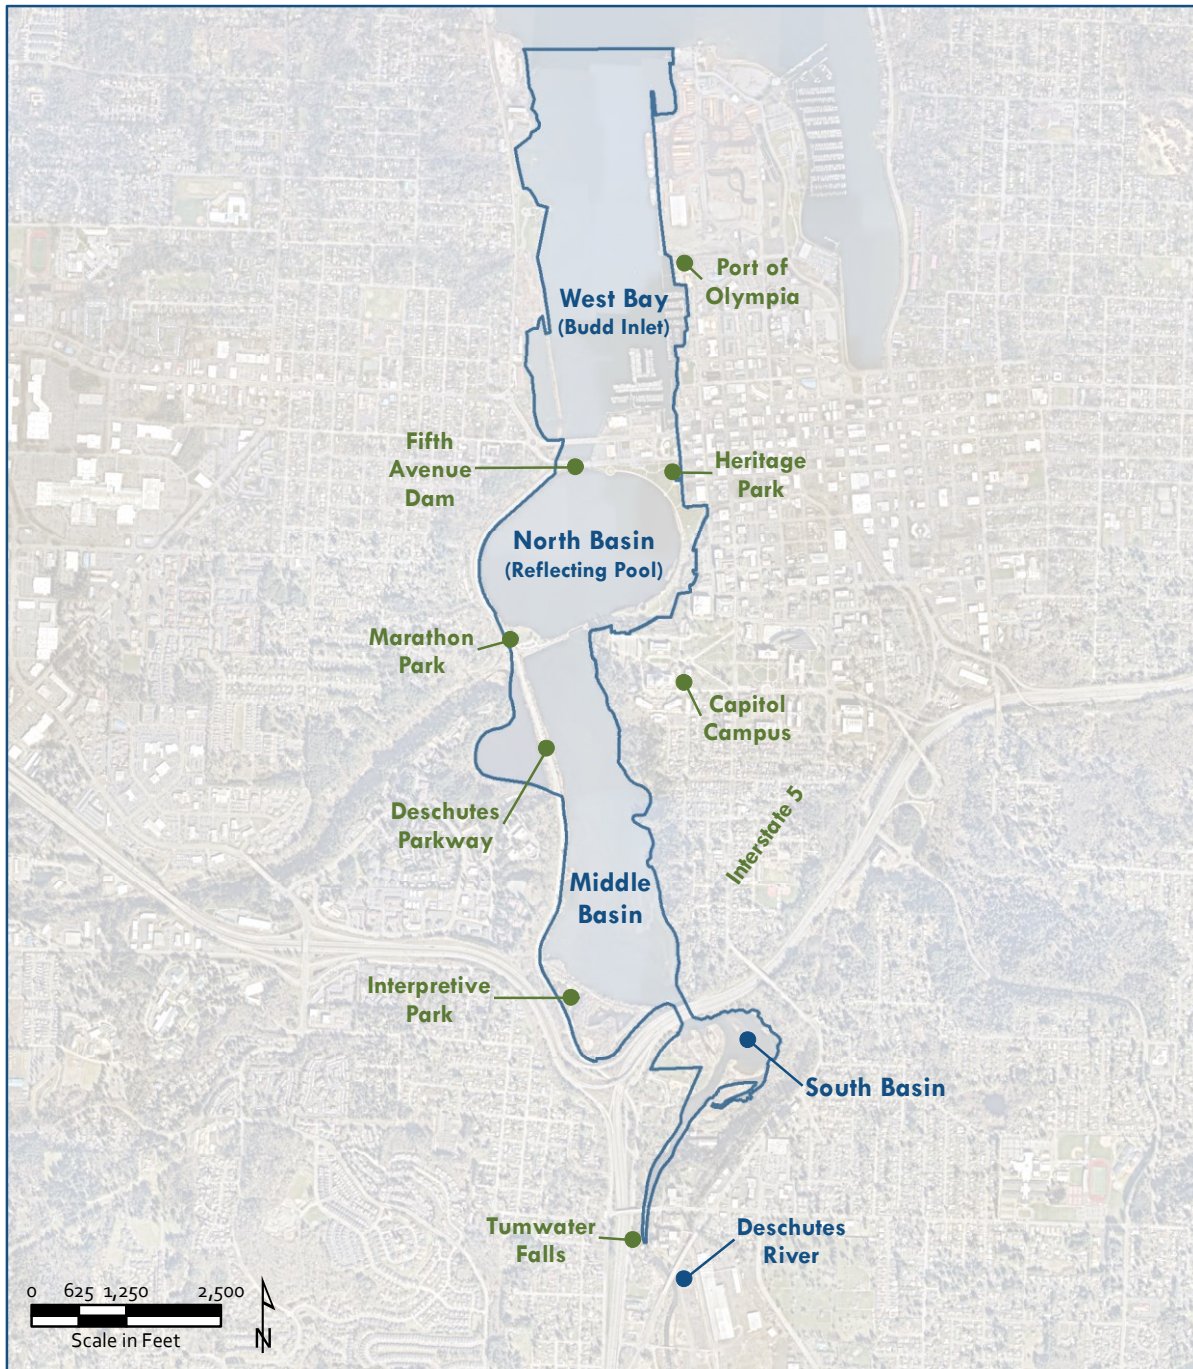 Port of
Olympia
West Bay
(Budd Inlet)
Fifth
Avenue
Dam
Heritage
Park
North Basin
(Reflecting Pool)
Marathon
Park
Capitol
Campus
Deschutes
Parkway
Interstate 5
Middle
Basin
Interpretive
Park
South Basin
Tumwater
Falls
Deschutes
River
0 625 1,250 2,500
Scale in Feet
N